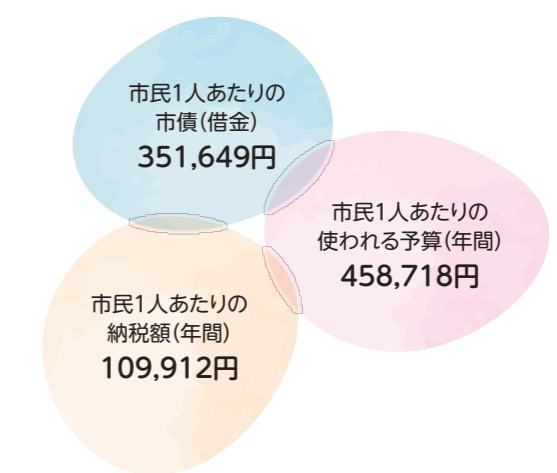 市民1人あたりの
市債(借金)
351,649円
市民1人あたりの
使われる予算(年間)
458,718円
市民1人あたりの
納税額(年間)
109,912円